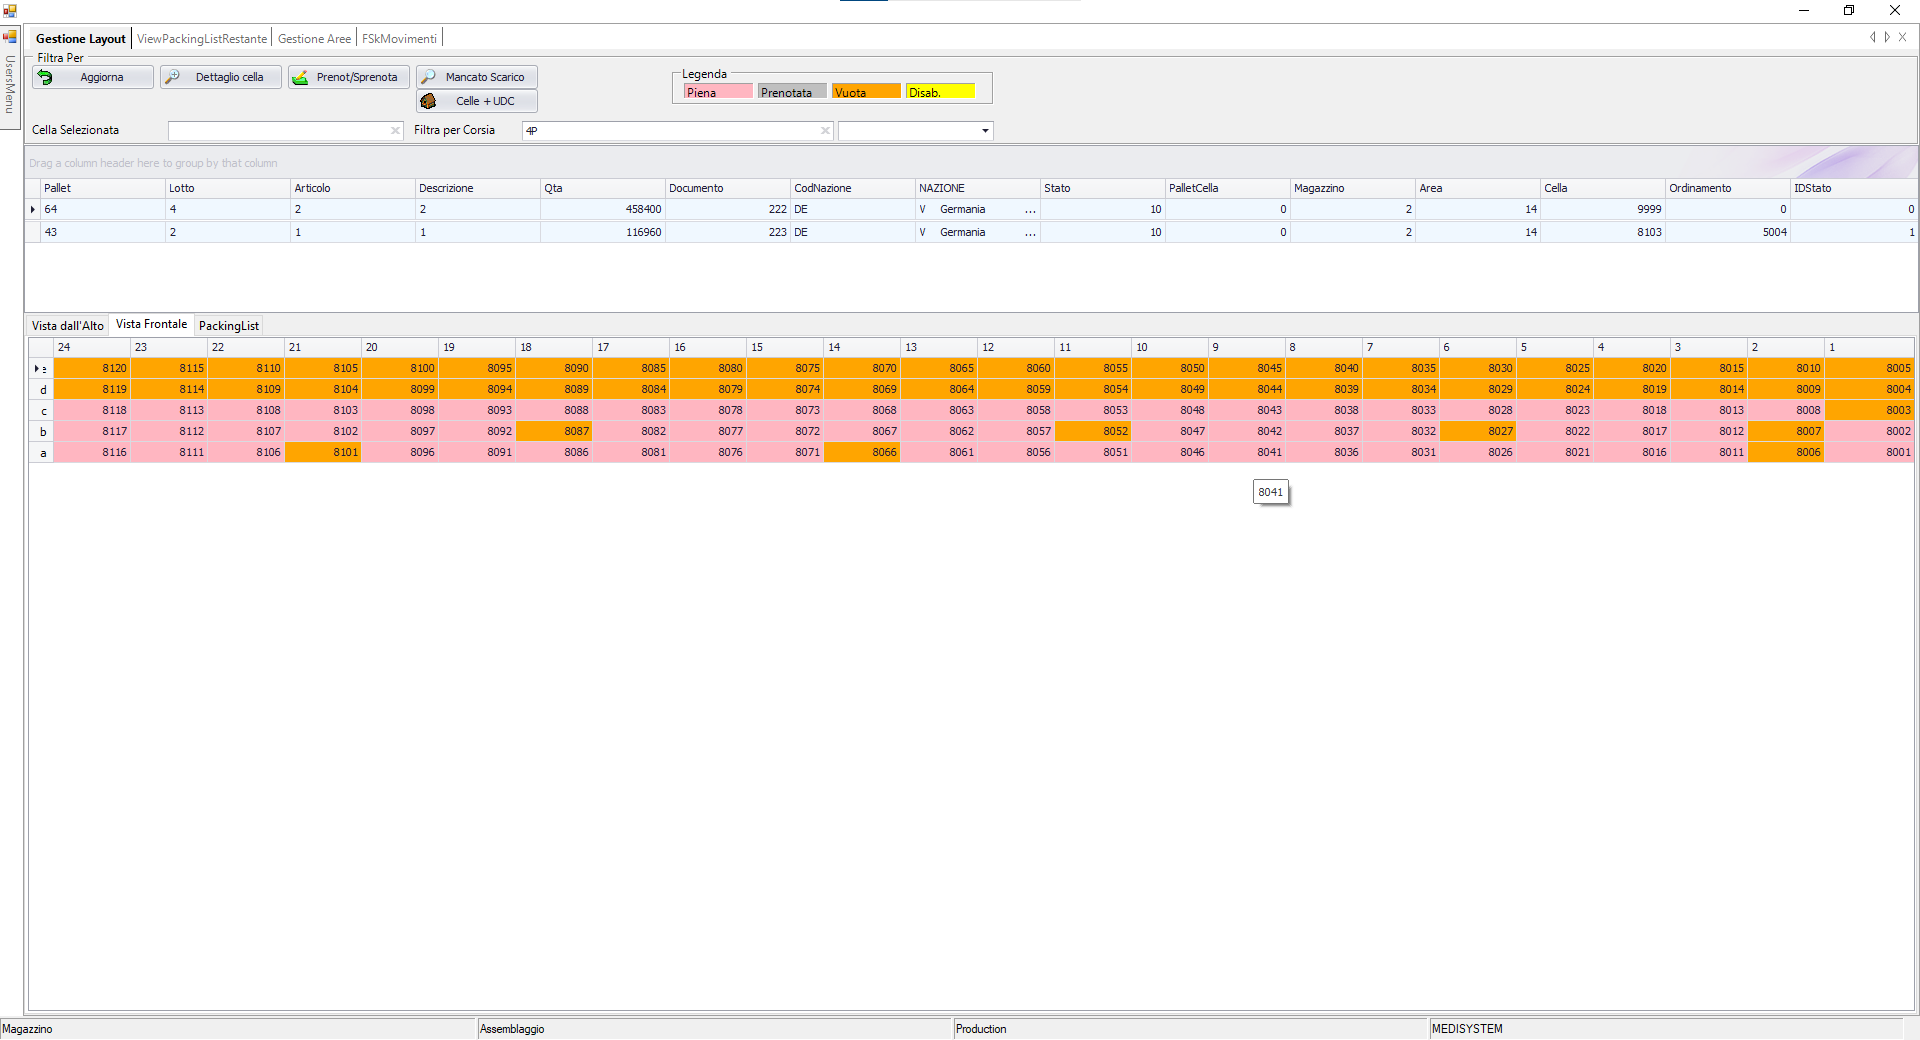 UsersMenu
Gestione Layout ViewPackingListRestante Gestione Aree FSkMovimenti
Filtra Per
Aggiorna Dettaglio cella Prenot/Sprenota Mancato Scarico
Celle + UDC
Legenda
Piena Prenotata Vuota Disab.
Cella Selezionata Filtra per Corsia 4P
Drag a column header here to group by that column
Pallet Lotto Articolo Descrizione Qta Documento CodNazione NAZIONE Stato PalletCella Magazzino Area Cella Ordinamento IDStato
64 4 2 2 458400 222 DE V Germania ... 10 0 2 14 9999 0 0
43 2 1 1 116960 223 DE V Germania ... 10 0 2 14 8103 5004 1
Vista dall'Alto Vista Frontale PackingList
24 23 22 21 20 19 18 17 16 15 14 13 12 11 10 9 8 7 6 5 4 3 2 1
8120 8115 8110 8105 8100 8095 8090 8085 8080 8075 8070 8065 8060 8055 8050 8045 8040 8035 8030 8025 8020 8015 8010 8005
d 8119 8114 8109 8104 8099 8094 8089 8084 8079 8074 8069 8064 8059 8054 8049 8044 8039 8034 8029 8024 8019 8014 8009 8004
c 8118 8113 8108 8103 8098 8093 8088 8083 8078 8073 8068 8063 8058 8053 8048 8043 8038 8033 8028 8023 8018 8013 8008 8003
b 8117 8112 8107 8102 8097 8092 8087 8082 8077 8072 8067 8062 8057 8052 8047 8042 8037 8032 8027 8022 8017 8012 8007 8002
a 8116 8111 8106 8101 8096 8091 8086 8081 8076 8071 8066 8061 8056 8051 8046 8041 8036 8031 8026 8021 8016 8011 8006 8001
8041
Magazzino Assemblaggio Production MEDISYSTEM